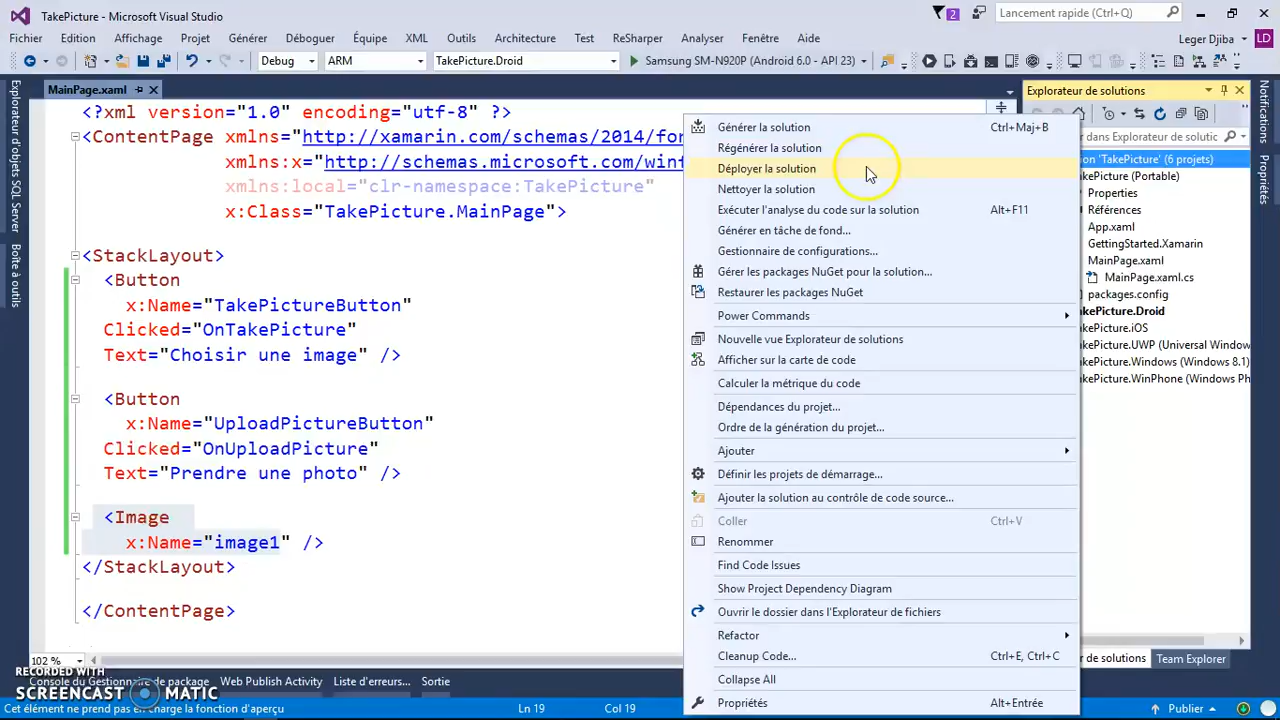 TakePicture - Microsoft Visual Studio
2
Lancement rapide (Ctrl+Q)
Fichier Edition Affichage Projet Générer Déboguer Équipe XML Outils Architecture Test ReSharper Analyser Fenêtre Aide
Leger Djiba LD
Debug ARM TakePicture.Droid Samsung SM-N920P (Android 6.0 - API 23)
Explorateur d'objets SQL Server
Boîte à outils
MainPage.xaml
<?xml version="1.0" encoding="utf-8" ?>
<ContentPage xmlns="http://xamarin.com/schemas/2014/for
xmlns:x="http://schemas.microsoft.com/winf
xmlns:local="clr-namespace:TakePicture"
x:Class="TakePicture.MainPage">
<StackLayout>
<Button
x:Name="TakePictureButton"
Clicked="OnTakePicture"
Text="Choisir une image" />
<Button
x:Name="UploadPictureButton"
Clicked="OnUploadPicture"
Text="Prendre une photo" />
<Image
x:Name="image1" />
</StackLayout>
</ContentPage>
102 %
Générer la solution Ctrl+Maj+B
Régénérer la solution
Déployer la solution
Nettoyer la solution
Exécuter l'analyse du code sur la solution Alt+F11
Générer en tâche de fond...
Gestionnaire de configurations...
Gérer les packages NuGet pour la solution...
Restaurer les packages NuGet
Power Commands
Nouvelle vue Explorateur de solutions
Afficher sur la carte de code
Calculer la métrique du code
Dépendances du projet...
Ordre de la génération du projet...
Ajouter
Définir les projets de démarrage...
Ajouter la solution au contrôle de code source...
Coller Ctrl+V
Renommer
Find Code Issues
Show Project Dependency Diagram
Ouvrir le dossier dans l'Explorateur de fichiers
Refactor
Cleanup Code... Ctrl+E, Ctrl+C
Collapse All
Propriétés Alt+Entrée
Explorateur de solutions
dans l'Explorateur de solutic
on 'TakePicture' (6 projets)
akePicture (Portable)
Properties
Références
App.xaml
GettingStarted.Xamarin
MainPage.xaml
MainPage.xaml.cs
packages.config
akePicture.Droid
akePicture.iOS
akePicture.UWP (Universal Window
akePicture.Windows (Windows 8.1)
akePicture.WinPhone (Windows Ph
r de solutions Team Explorer
Notifications
Propriétés
Console du Gestionnaire de package Web Publish Activity Liste d'erreurs... Sortie
RECORDED WITH
SCREENCAST MATIC
Cet élément ne prend pas en charge la fonction d'aperçu Ln 19 Col 19 Publier